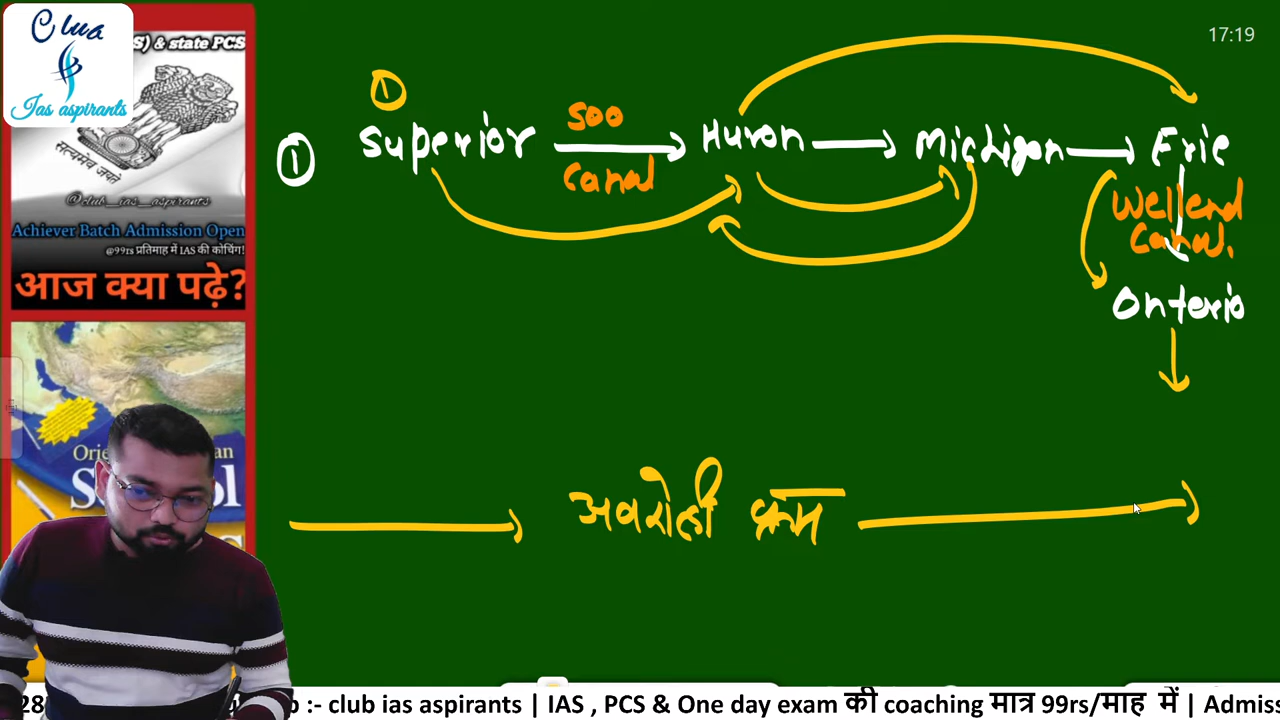 Club
Ias aspirants
S) & state PCS
सत्यमेव जयते
@club_ias_aspirants
Achiever Batch Admission Open
@99rs प्रतिमाह में IAS की कोचिंग!
आज क्या पढ़े?
17:19
①
① Superior Soo Canal Huron Michigan Erie
Wellend
Canal.
Onterio
अवरोही क्रम
:- club ias aspirants | IAS , PCS & One day exam की coaching मात्र 99rs/माह में | Admiss